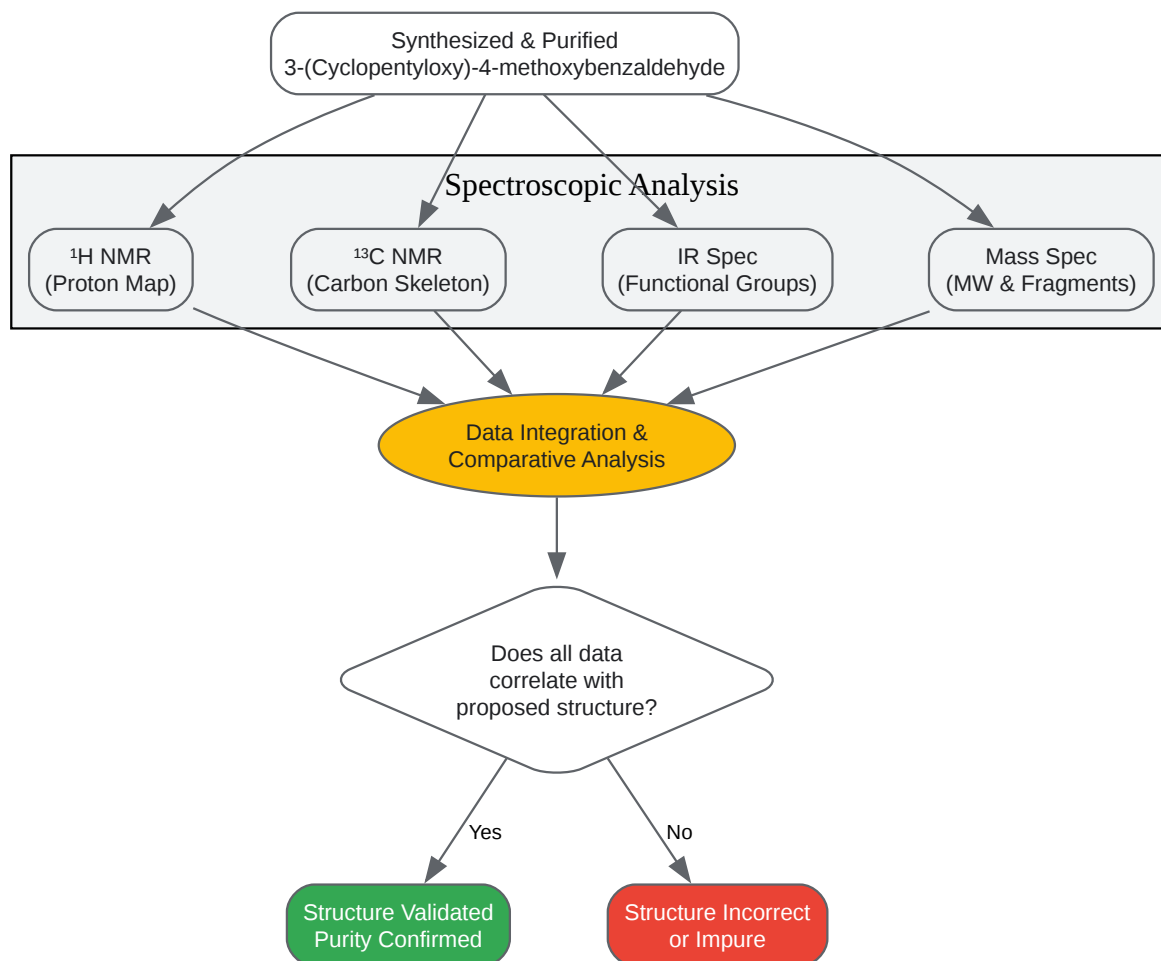 Synthesized & Purified
3-(Cyclopentyloxy)-4-methoxybenzaldehyde
Spectroscopic Analysis
¹H NMR
(Proton Map)
¹³C NMR
(Carbon Skeleton)
IR Spec
(Functional Groups)
Mass Spec
(MW & Fragments)
Data Integration &
Comparative Analysis
Does all data
correlate with
proposed structure?
Yes
No
Structure Validated
Purity Confirmed
Structure Incorrect
or Impure